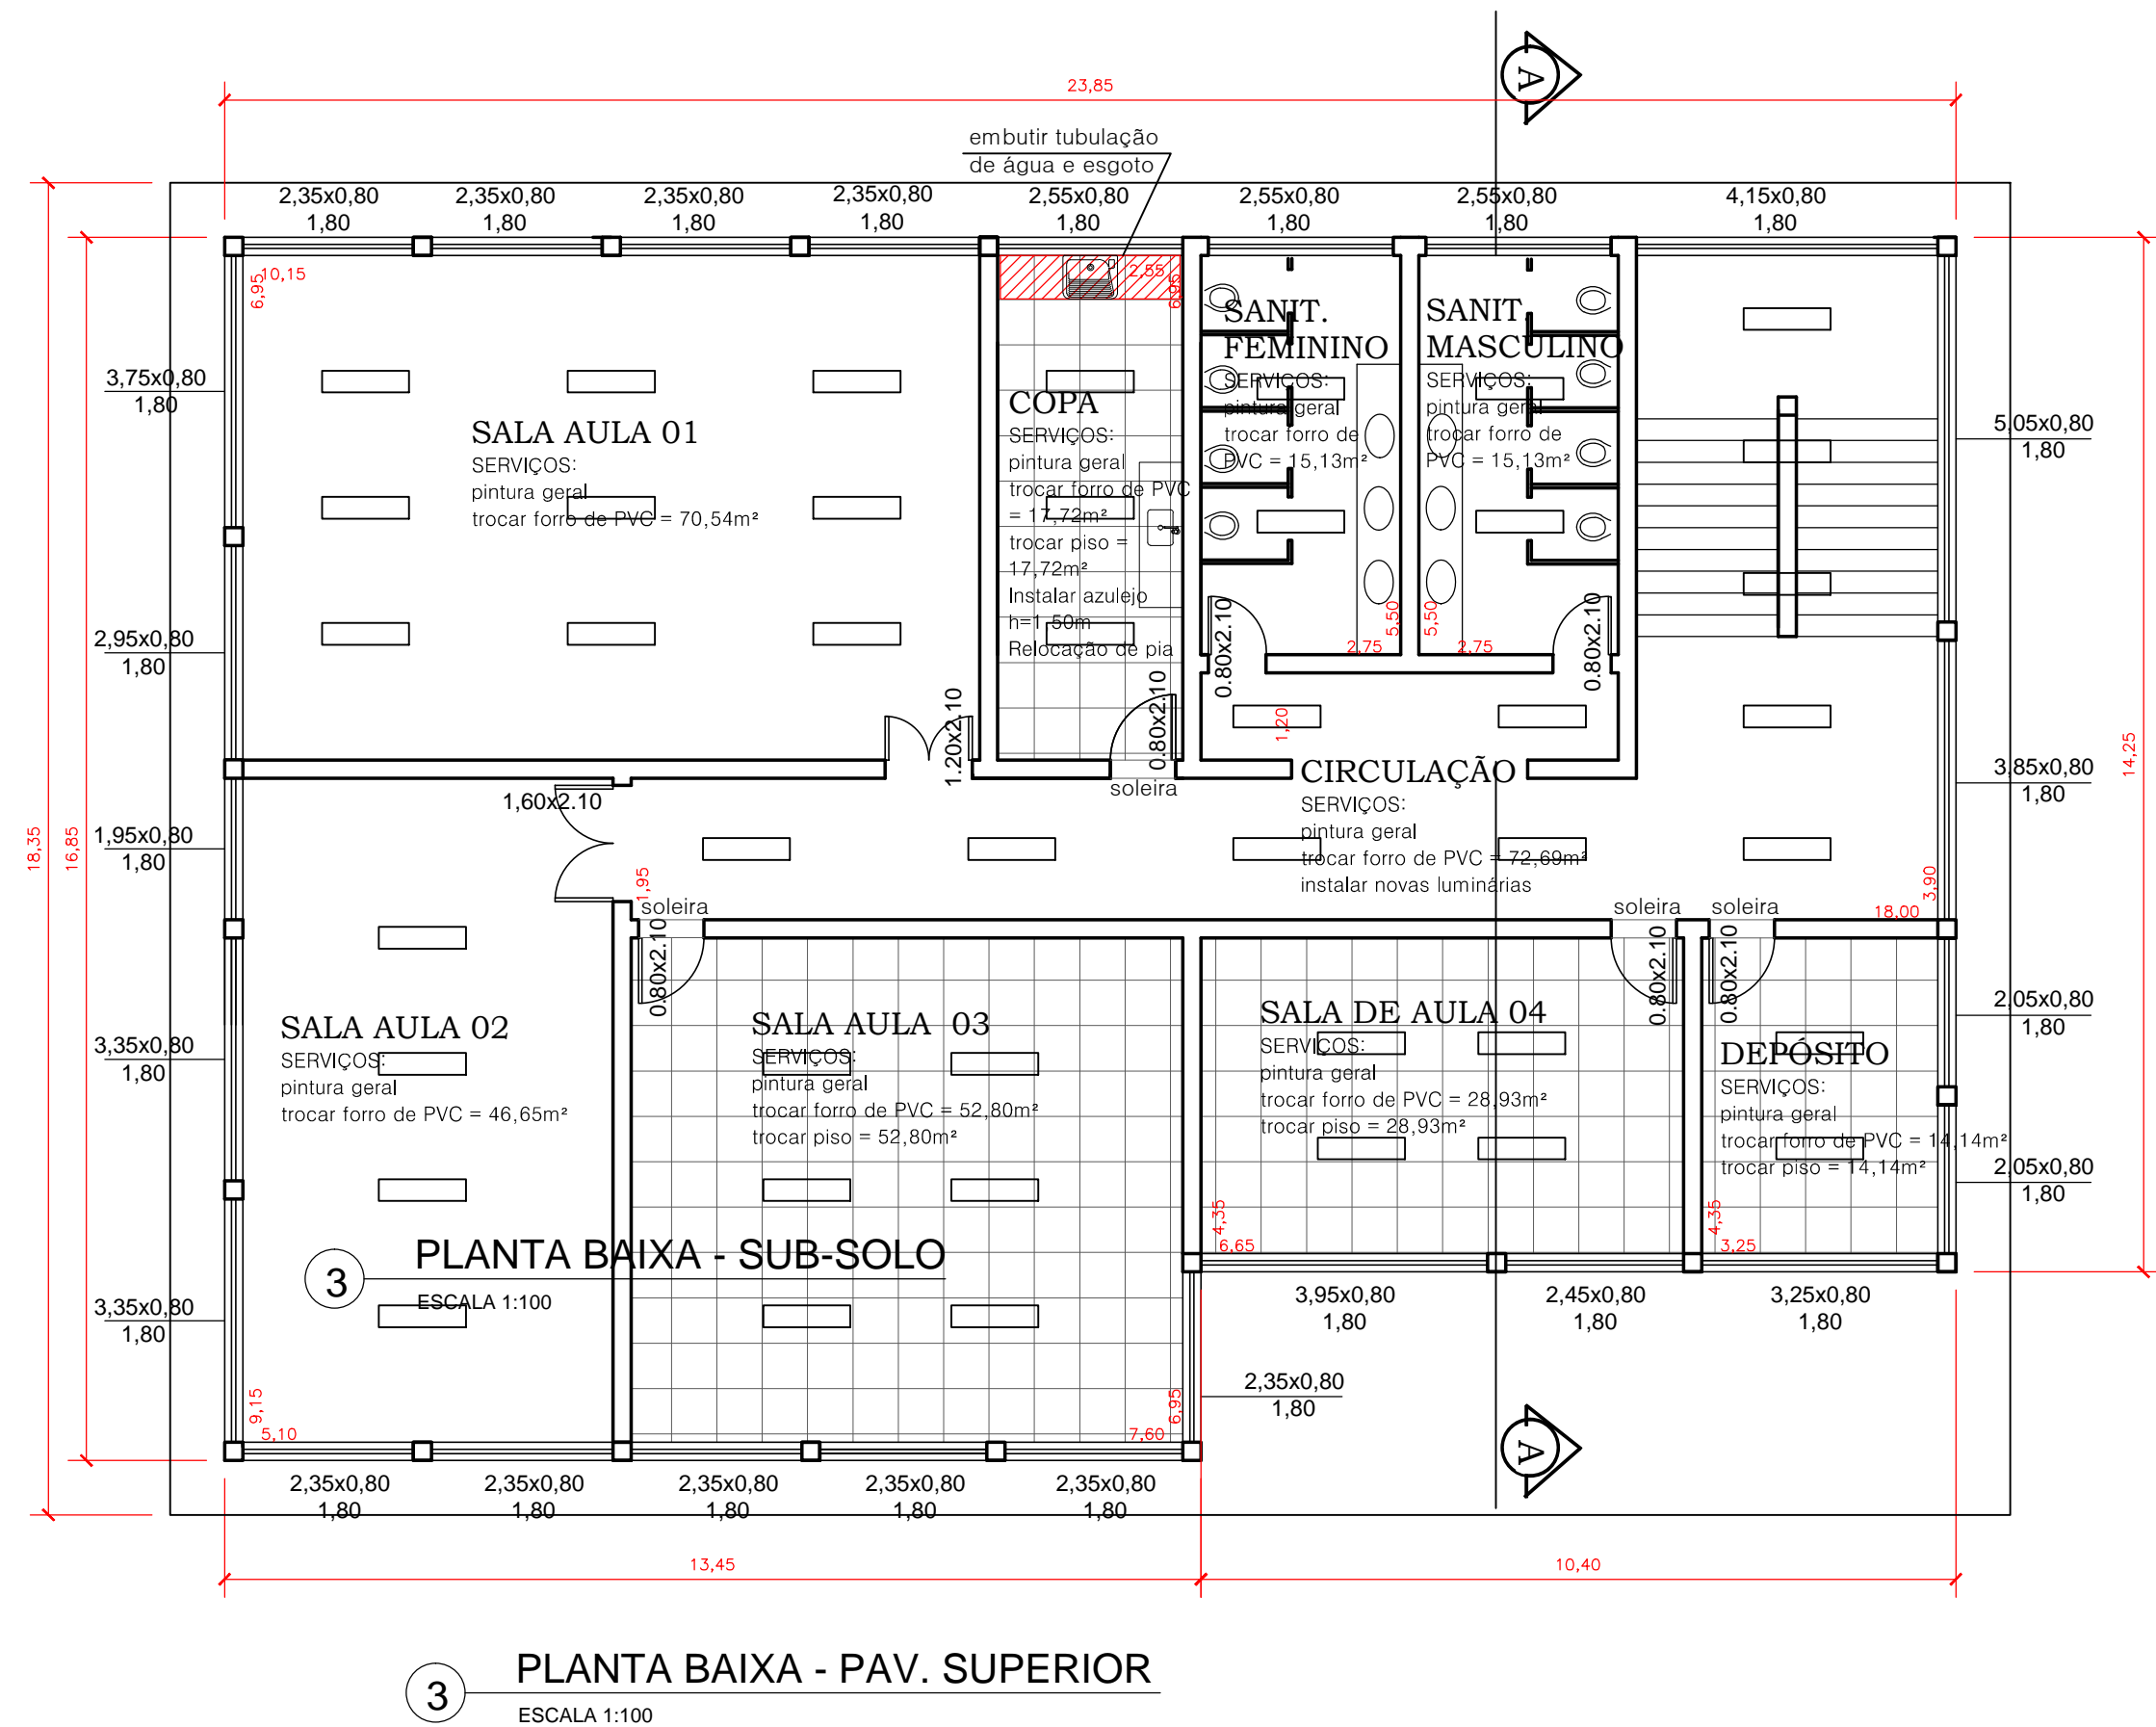 A
23,85
embutir tubulação
de água e esgoto
2,35x0,80
1,80
2,35x0,80
1,80
2,35x0,80
1,80
2,35x0,80
1,80
2,55x0,80
1,80
2,55x0,80
1,80
2,55x0,80
1,80
4,15x0,80
1,80
10,15
6,95
2,55
6,95
3,75x0,80
1,80
2,95x0,80
1,80
1,95x0,80
1,80
3,35x0,80
1,80
3,35x0,80
1,80
18,35
16,85
SALA AULA 01
SERVIÇOS:
pintura geral
trocar forro de PVC = 70,54m²
COPA
SERVIÇOS:
pintura geral
trocar forro de PVC
= 17,72m²
trocar piso =
17,72m²
Instalar azulejo
h=1,50m
Relocação de pia
SANIT.
FEMININO
SERVIÇOS:
pintura geral
trocar forro de
PVC = 15,13m²
SANIT.
MASCULINO
SERVIÇOS:
pintura geral
trocar forro de
PVC = 15,13m²
5,50
2,75
5,50
2,75
0.80x2.10
0.80x2.10
1,20
5,05x0,80
1,80
3,85x0,80
1,80
2,05x0,80
1,80
2,05x0,80
1,80
14,25
1.20x2.10
0.80x2.10
soleira
1,60x2.10
CIRCULAÇÃO
SERVIÇOS:
pintura geral
trocar forro de PVC = 72,69m²
instalar novas luminárias
1,95
3,90
18,00
soleira
soleira
soleira
0.80x2.10
0.80x2.10
0.80x2.10
SALA AULA 02
SERVIÇOS:
pintura geral
trocar forro de PVC = 46,65m²
SALA AULA 03
SERVIÇOS:
pintura geral
trocar forro de PVC = 52,80m²
trocar piso = 52,80m²
SALA DE AULA 04
SERVIÇOS:
pintura geral
trocar forro de PVC = 28,93m²
trocar piso = 28,93m²
DEPÓSITO
SERVIÇOS:
pintura geral
trocar forro de PVC = 14,14m²
trocar piso = 14,14m²
4,35
6,65
4,35
3,25
3
PLANTA BAIXA - SUB-SOLO
ESCALA 1:100
3,95x0,80
1,80
2,45x0,80
1,80
3,25x0,80
1,80
2,35x0,80
1,80
9,15
5,10
6,95
7,60
A
2,35x0,80
1,80
2,35x0,80
1,80
2,35x0,80
1,80
2,35x0,80
1,80
2,35x0,80
1,80
13,45
10,40
3
PLANTA BAIXA - PAV. SUPERIOR
ESCALA 1:100